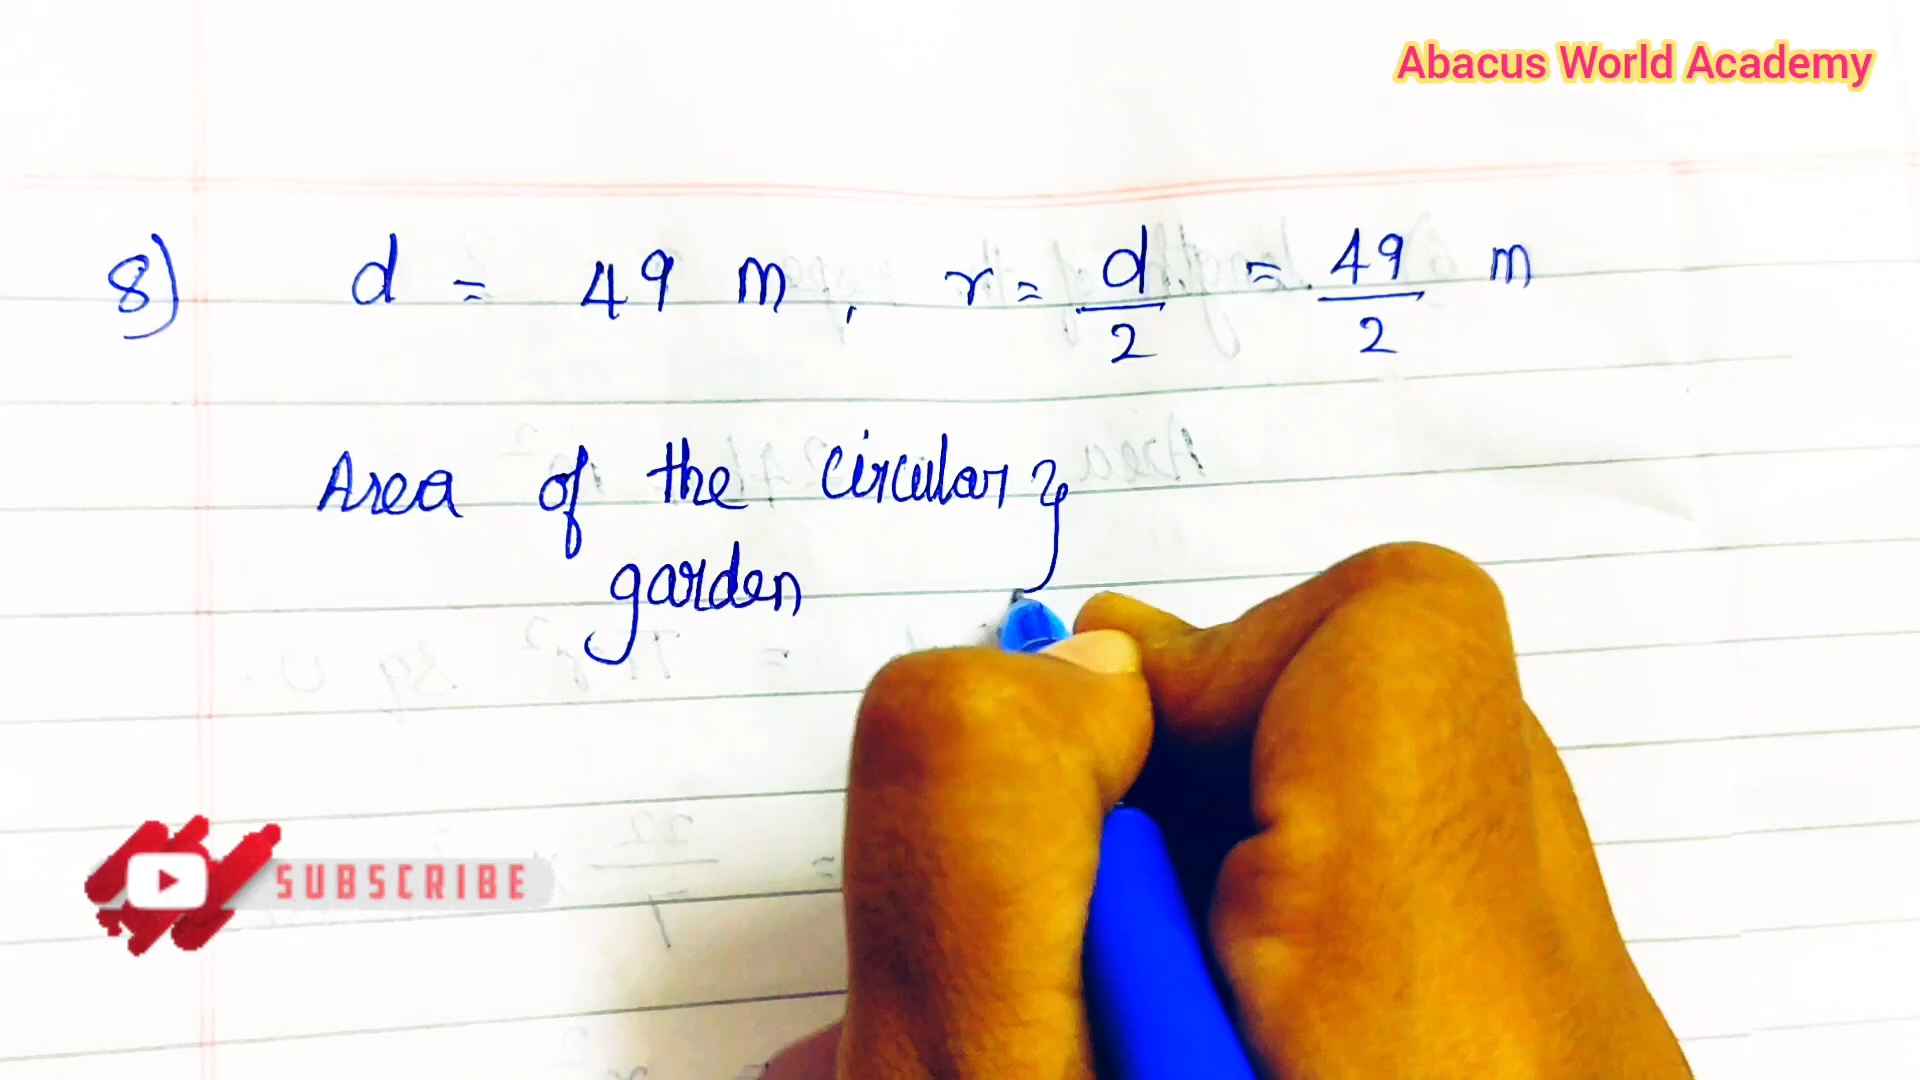 Abacus World Academy
8) d = 49 m, r = d/2 = 49/2 m
Area of the circular }
garden
SUBSCRIBE